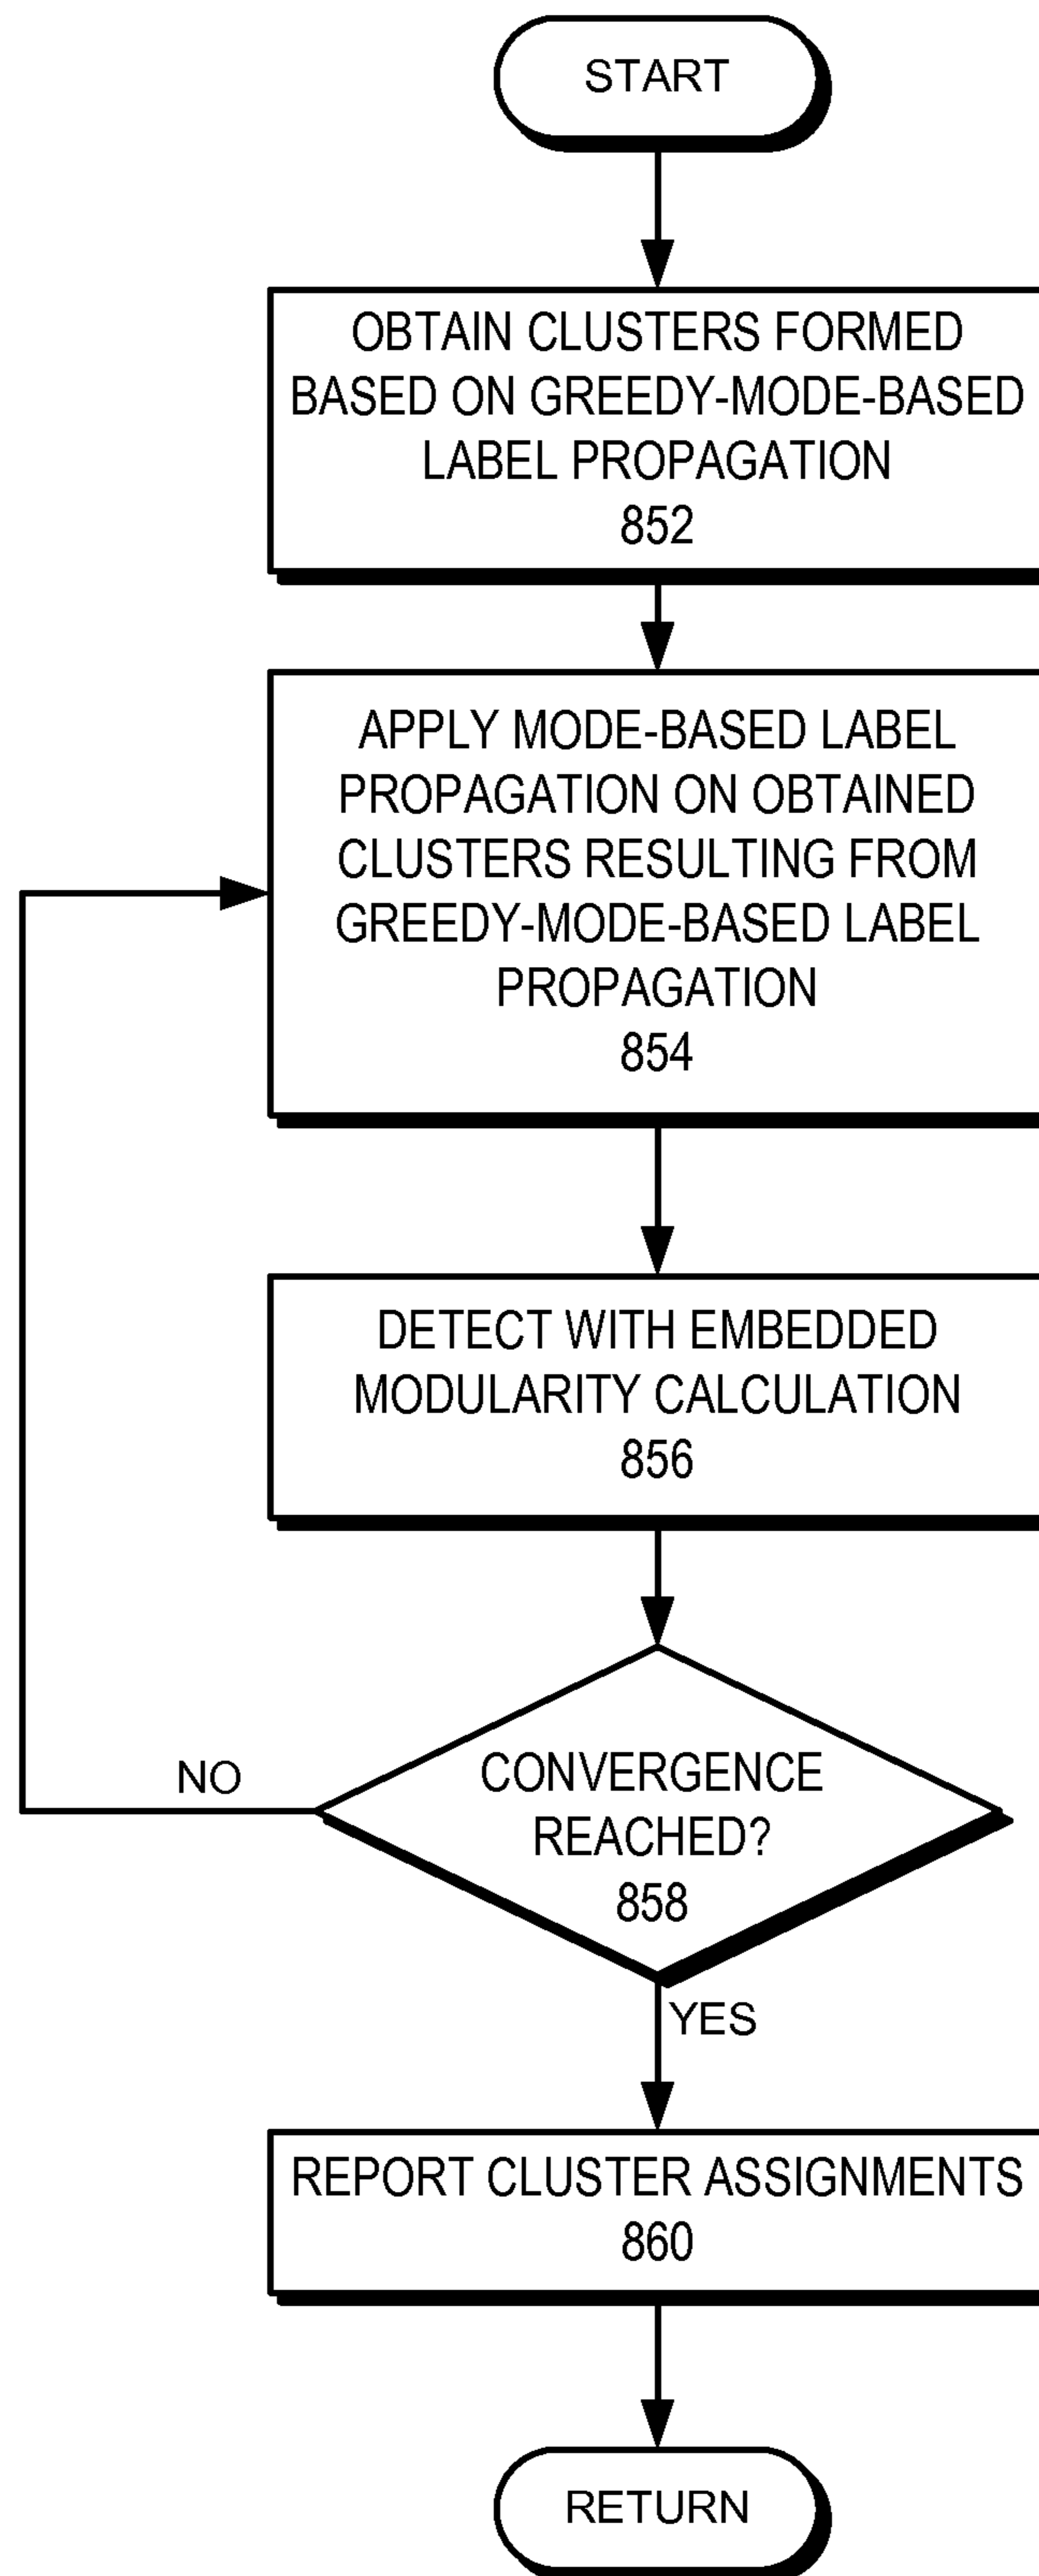 START
OBTAIN CLUSTERS FORMED
BASED ON GREEDY-MODE-BASED
LABEL PROPAGATION
852
APPLY MODE-BASED LABEL
PROPAGATION ON OBTAINED
CLUSTERS RESULTING FROM
GREEDY-MODE-BASED LABEL
PROPAGATION
854
DETECT WITH EMBEDDED
MODULARITY CALCULATION
856
CONVERGENCE
REACHED?
858
NO
YES
REPORT CLUSTER ASSIGNMENTS
860
RETURN